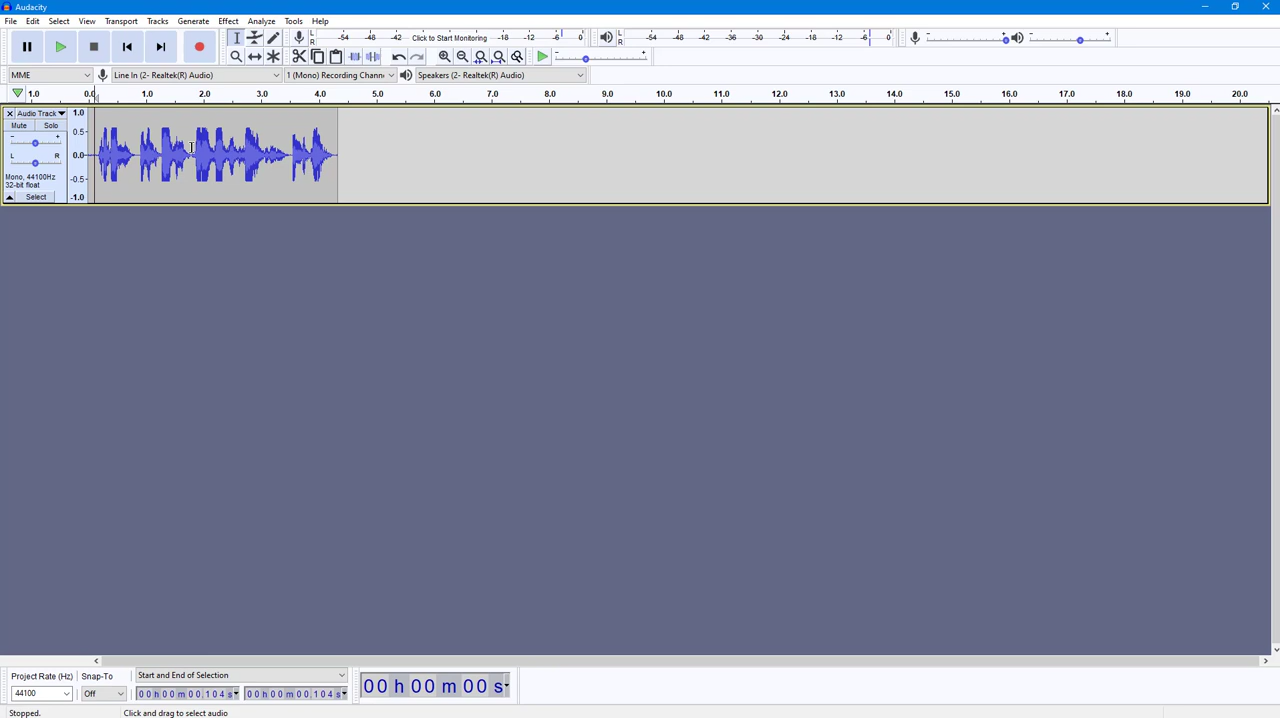 Audacity
File Edit Select View Transport Tracks Generate Effect Analyze Tools Help
L R -54 -48 -42 Click to Start Monitoring -18 -12 -6 0
L R -54 -48 -42 -36 -30 -24 -18 -12 -6 0
MME Line In (2- Realtek(R) Audio) 1 (Mono) Recording Chann Speakers (2- Realtek(R) Audio)
1.0 0.0 1.0 2.0 3.0 4.0 5.0 6.0 7.0 8.0 9.0 10.0 11.0 12.0 13.0 14.0 15.0 16.0 17.0 18.0 19.0 20.0
Audio Track 1.0
Mute Solo 0.5
- +
L R 0.0
Mono, 44100Hz -0.5
32-bit float
Select -1.0
Project Rate (Hz) Snap-To Start and End of Selection
44100 Off 00 h 00 m 00.104 s 00 h 00 m 00.104 s 00 h 00 m 00 s
Stopped. Click and drag to select audio